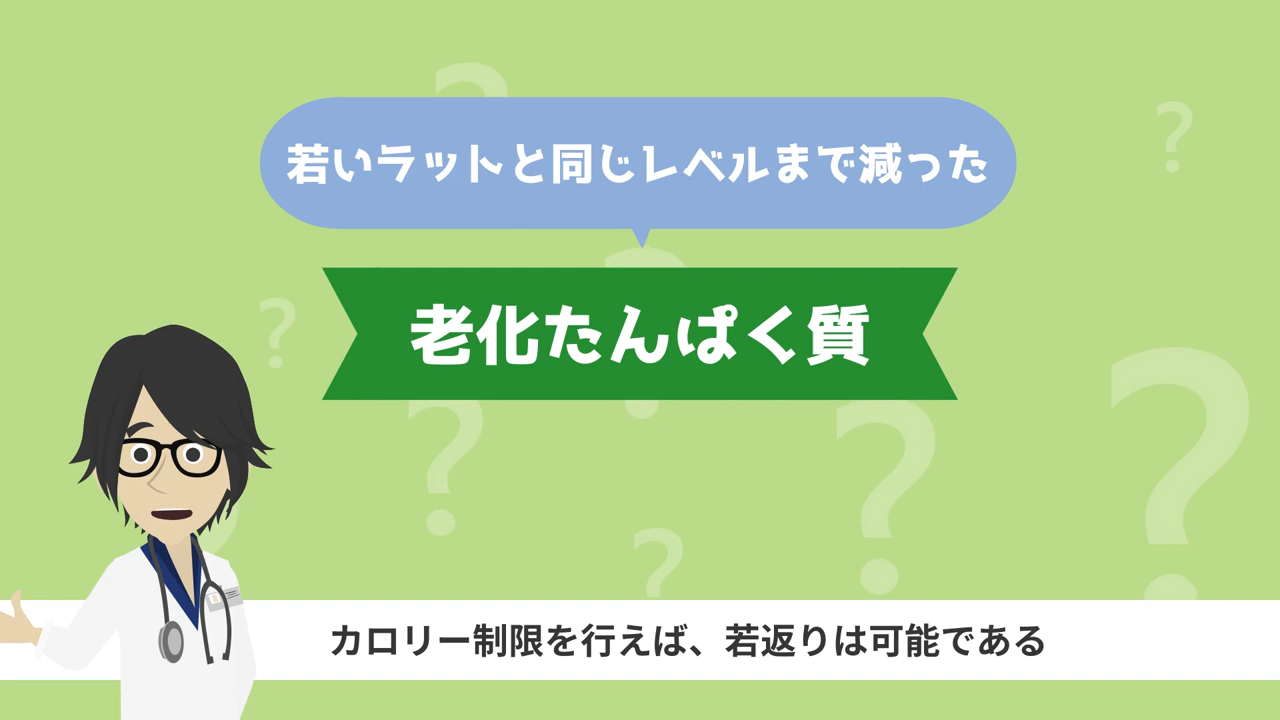 若いラットと同じレベルまで減った
老化たんぱく質
カロリー制限を行えば、若返りは可能である